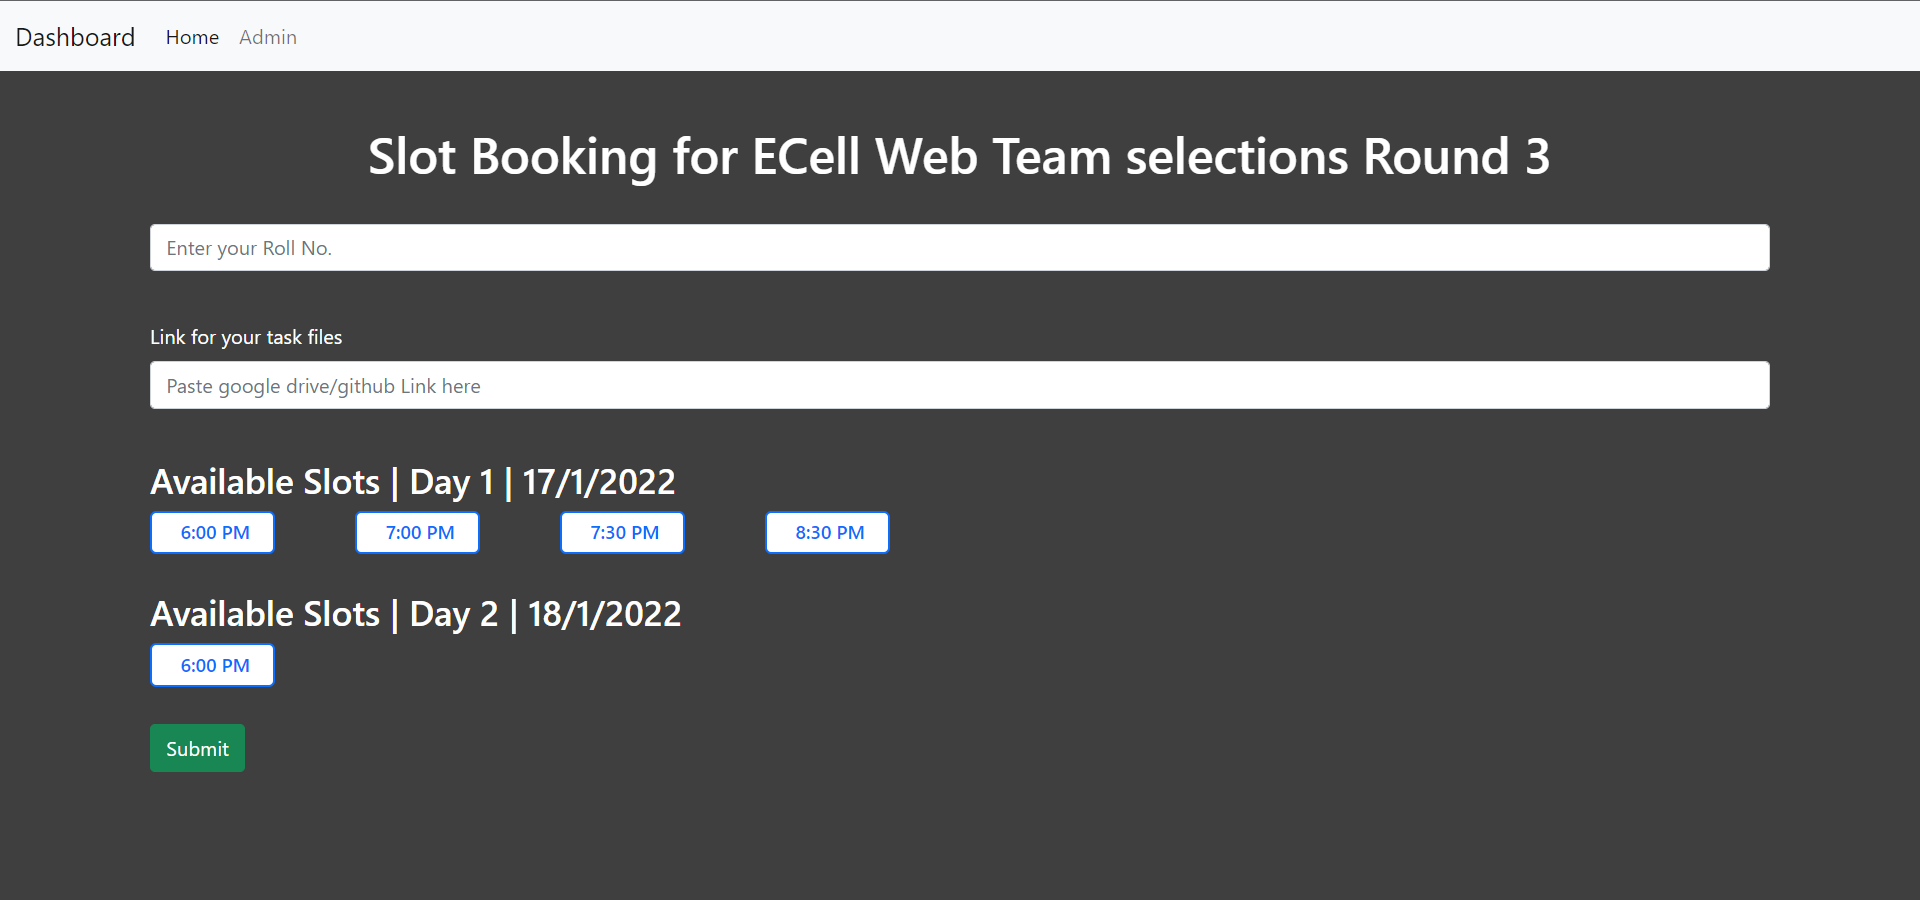 Dashboard Home Admin
Slot Booking for ECell Web Team selections Round 3
Enter your Roll No.
Link for your task files
Paste google drive/github Link here
Available Slots | Day 1 | 17/1/2022
6:00 PM 7:00 PM 7:30 PM 8:30 PM
Available Slots | Day 2 | 18/1/2022
6:00 PM
Submit